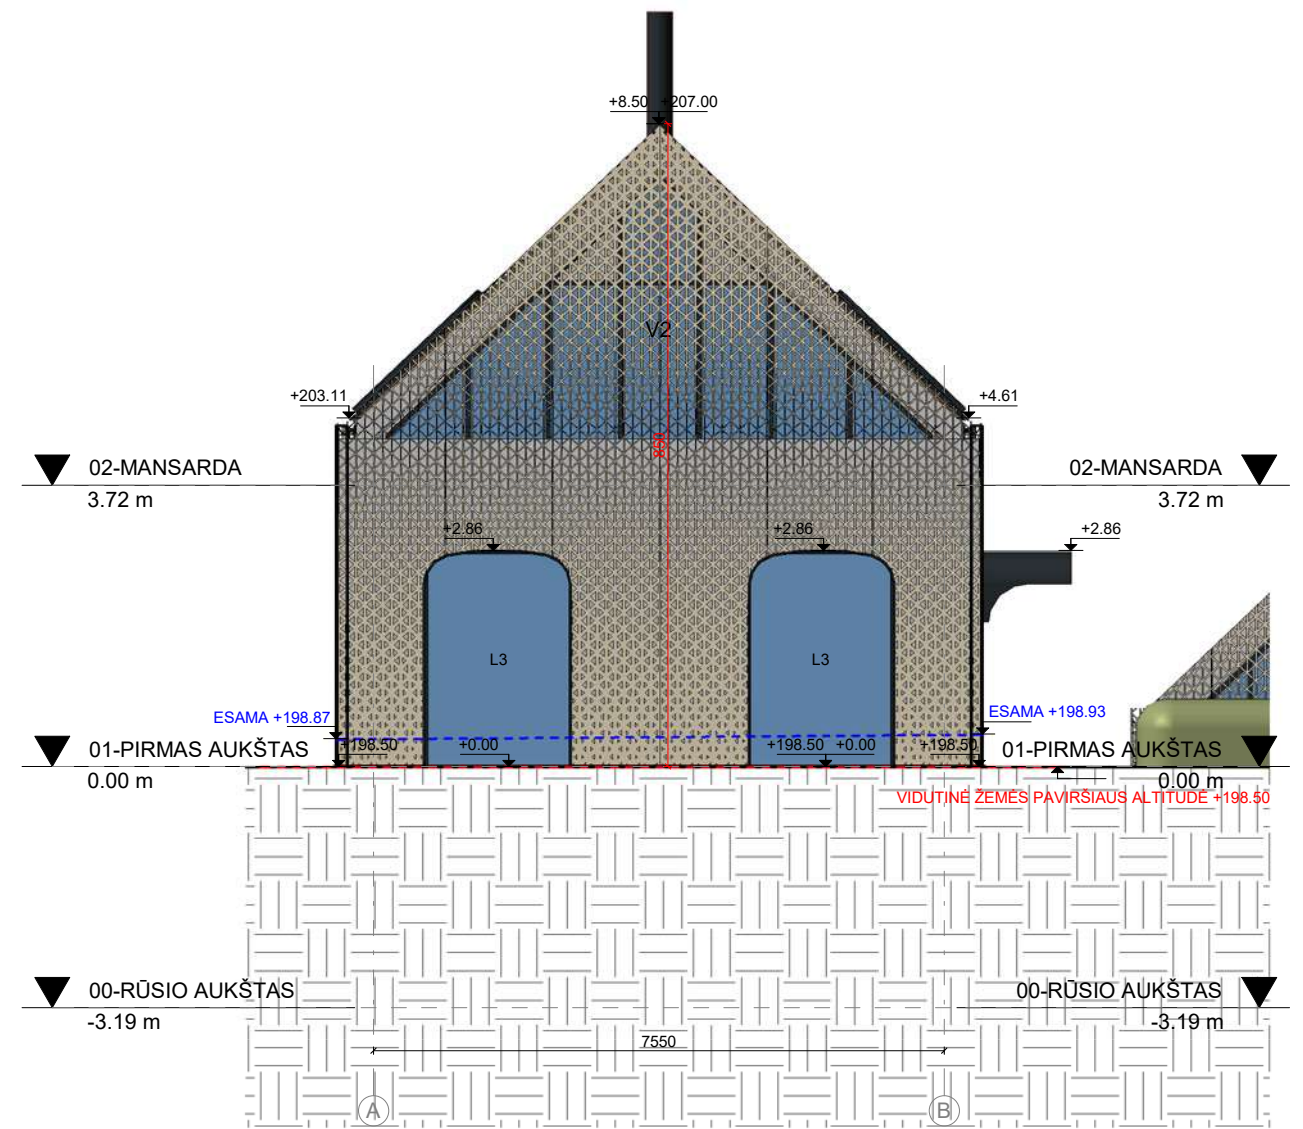 +8.50 +207.00
V2
+203.11
+4.61
850
02-MANSARDA
3.72 m
02-MANSARDA
3.72 m
+2.86
+2.86
+2.86
L3
L3
ESAMA +198.87
ESAMA +198.93
01-PIRMAS AUKŠTAS
0.00 m
+198.50
+0.00
+198.50
+0.00
+198.50
01-PIRMAS AUKŠTAS
0.00 m
VIDUTINĖ ŽEMĖS PAVIRŠIAUS ALTITUDĖ +198.50
00-RŪSIO AUKŠTAS
-3.19 m
00-RŪSIO AUKŠTAS
-3.19 m
7550
A
B